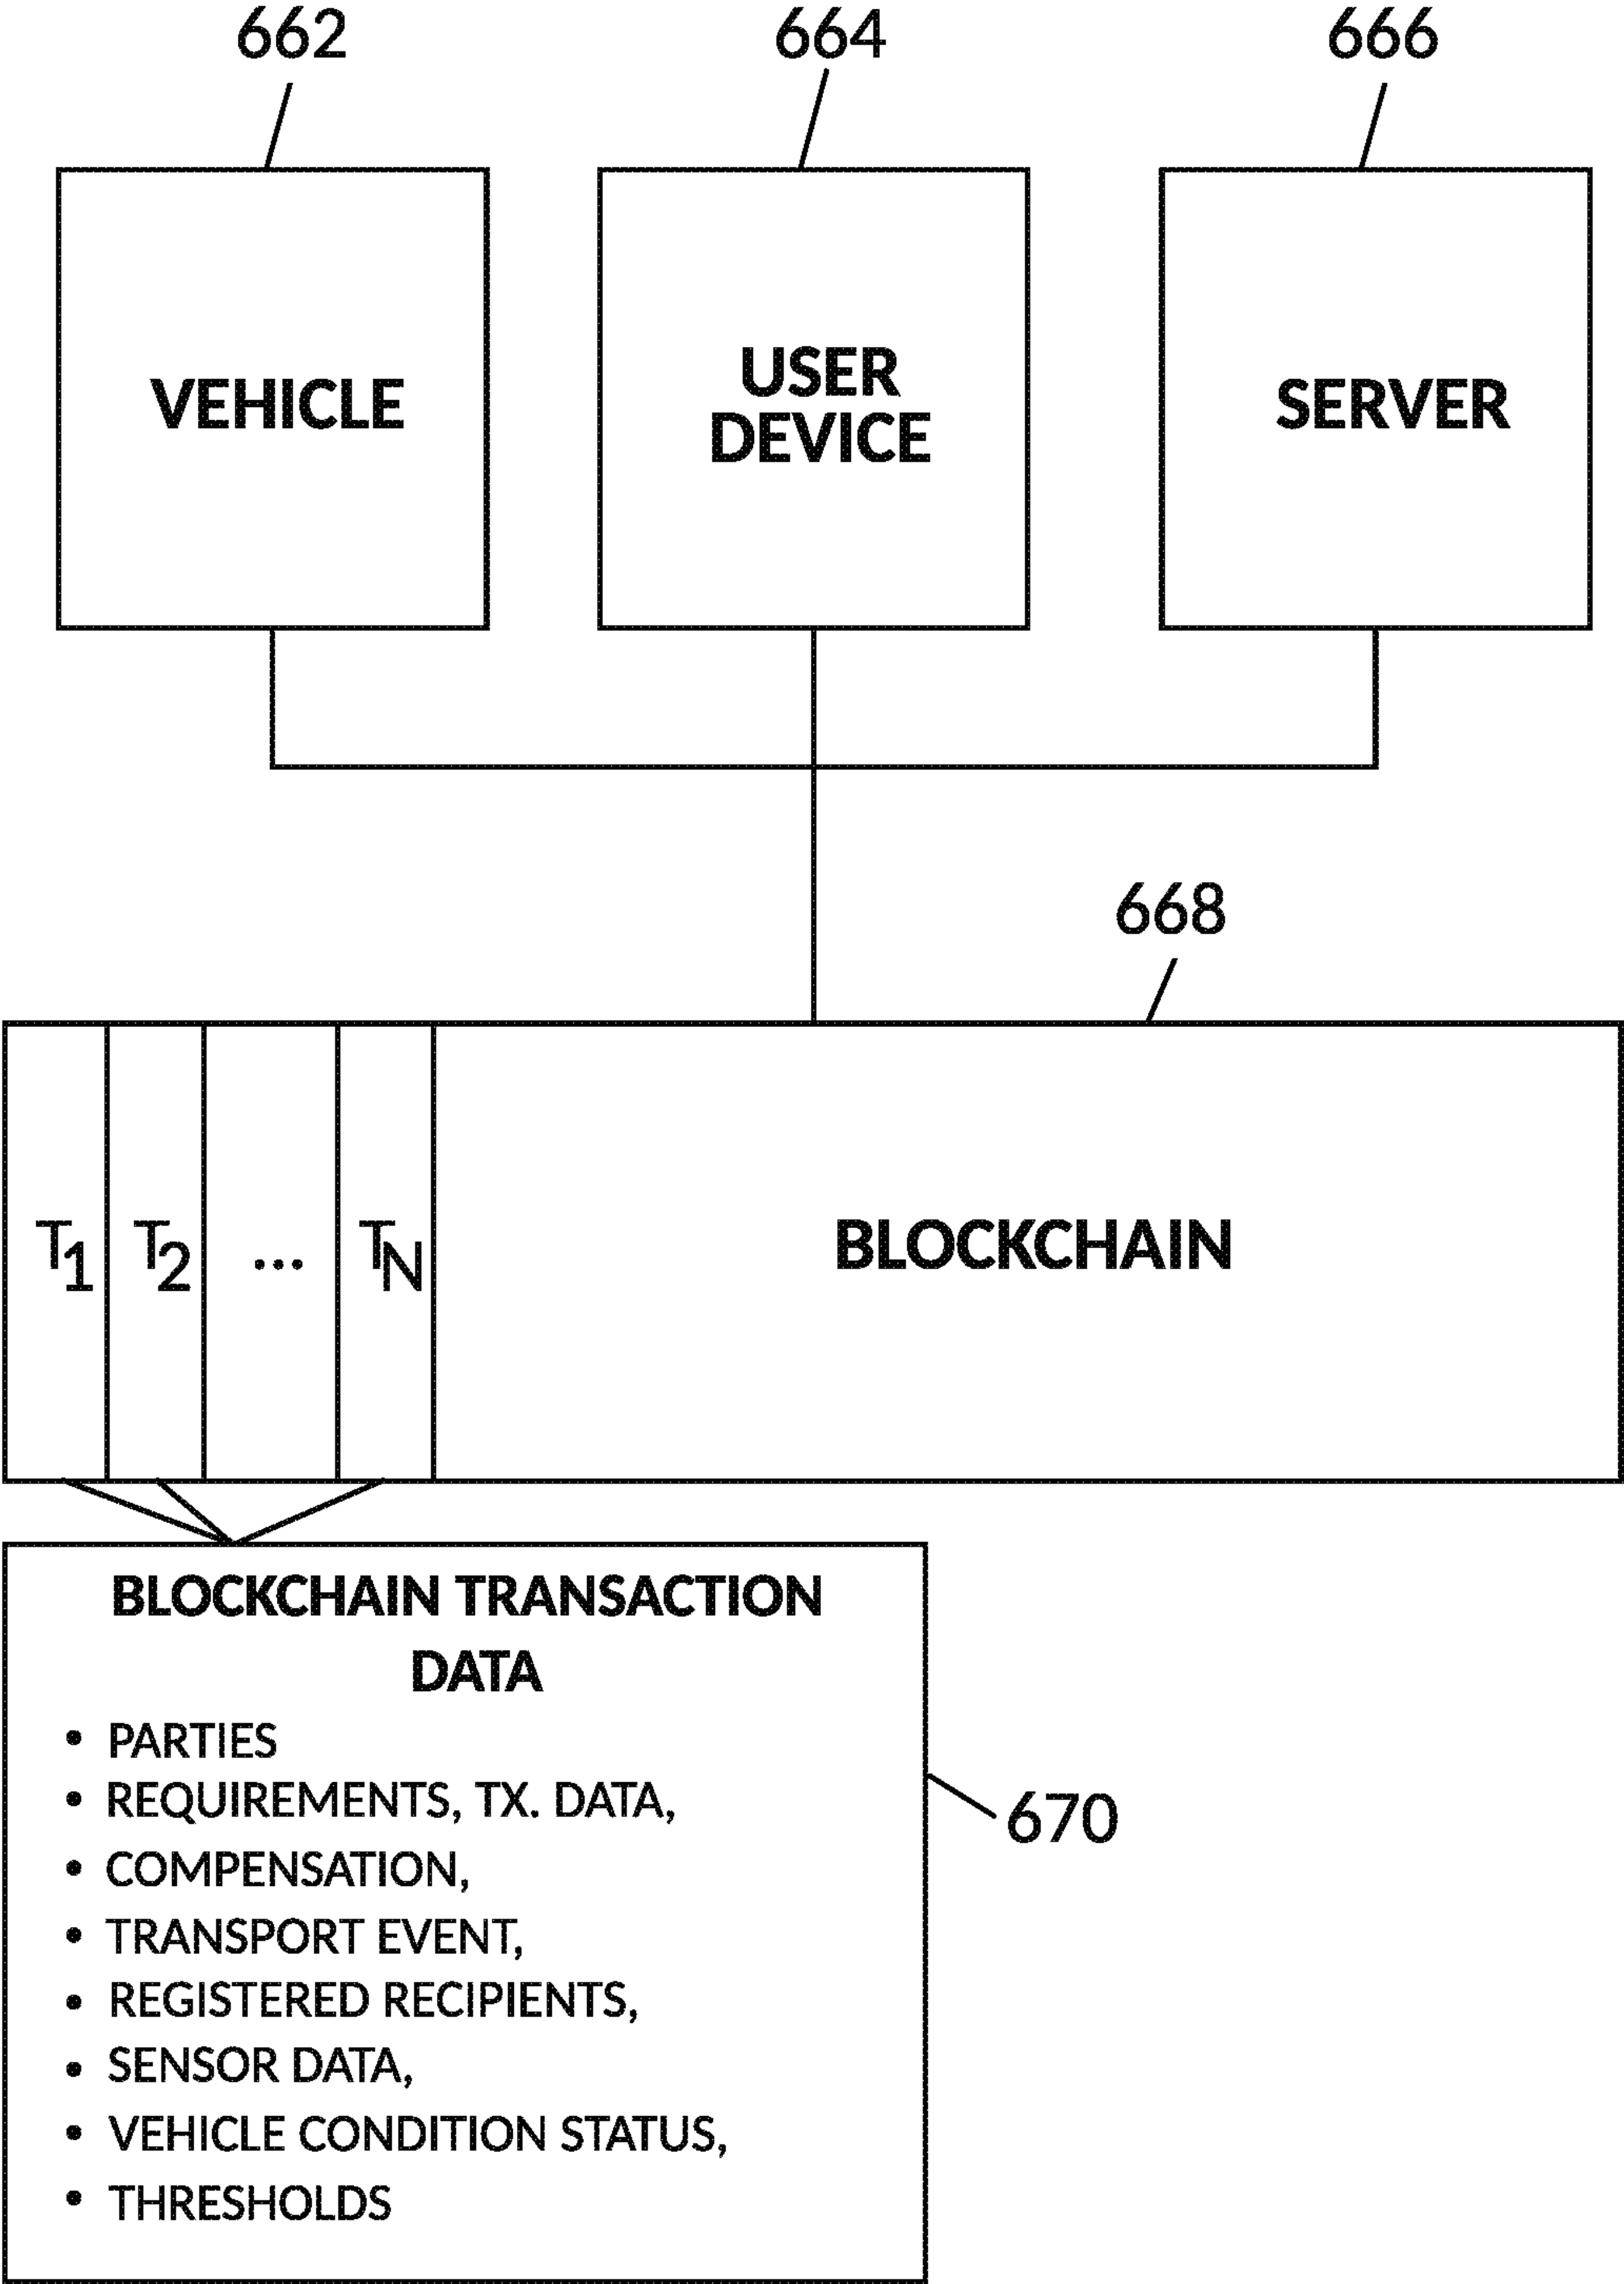 662 664 666
VEHICLE
USER
DEVICE
SERVER
668
T1 T2 ... TN
BLOCKCHAIN
BLOCKCHAIN TRANSACTION
DATA
• PARTIES
• REQUIREMENTS, TX. DATA,
• COMPENSATION,
• TRANSPORT EVENT,
• REGISTERED RECIPIENTS,
• SENSOR DATA,
• VEHICLE CONDITION STATUS,
• THRESHOLDS
670